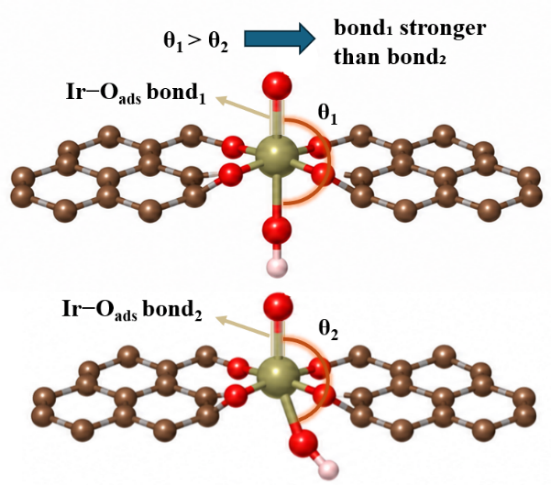 θ₁ > θ₂
bond₁ stronger
than bond₂
Ir−Oₐdₛ bond₁
θ₁
Ir−Oₐdₛ bond₂
θ₂